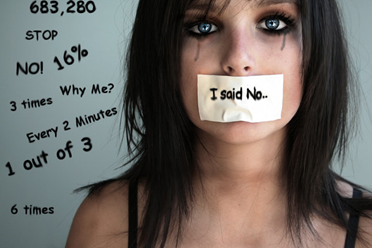 683,280
STOP
NO! 16%
Why Me?
3 times
Every 2 Minutes
1 out of 3
6 times
I said No..